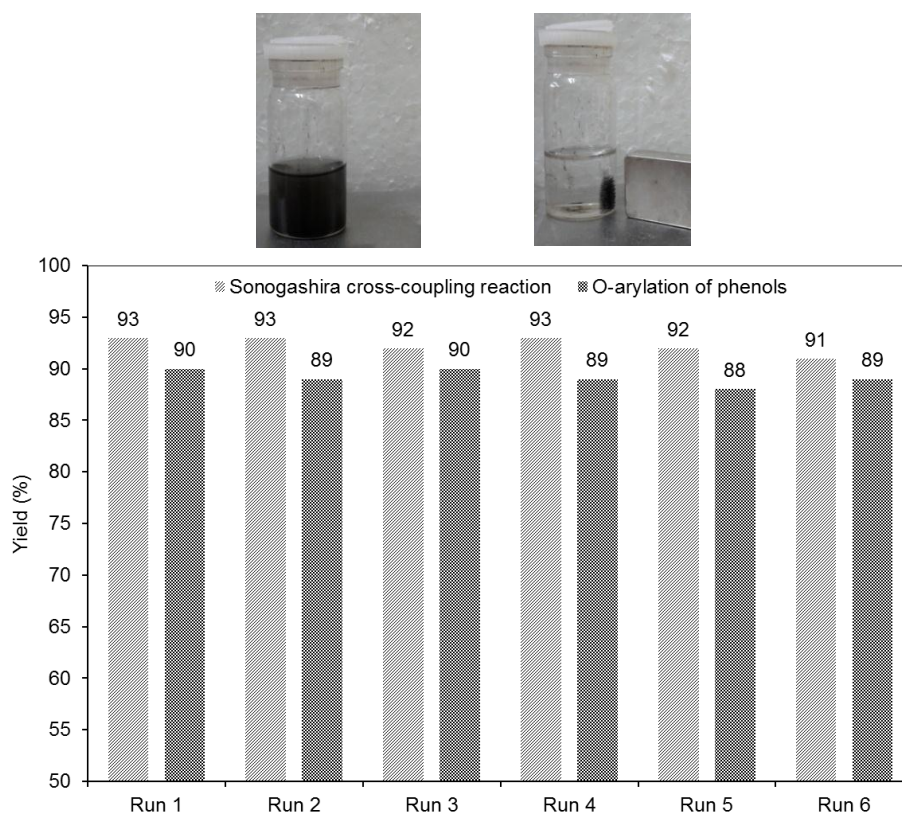 100
Sonogashira cross-coupling reaction O-arylation of phenols
95
93 93 92 93 92 91
90 89 90 89 88 89
90
85
80
75
70
65
60
55
50
Yield (%)
Run 1 Run 2 Run 3 Run 4 Run 5 Run 6